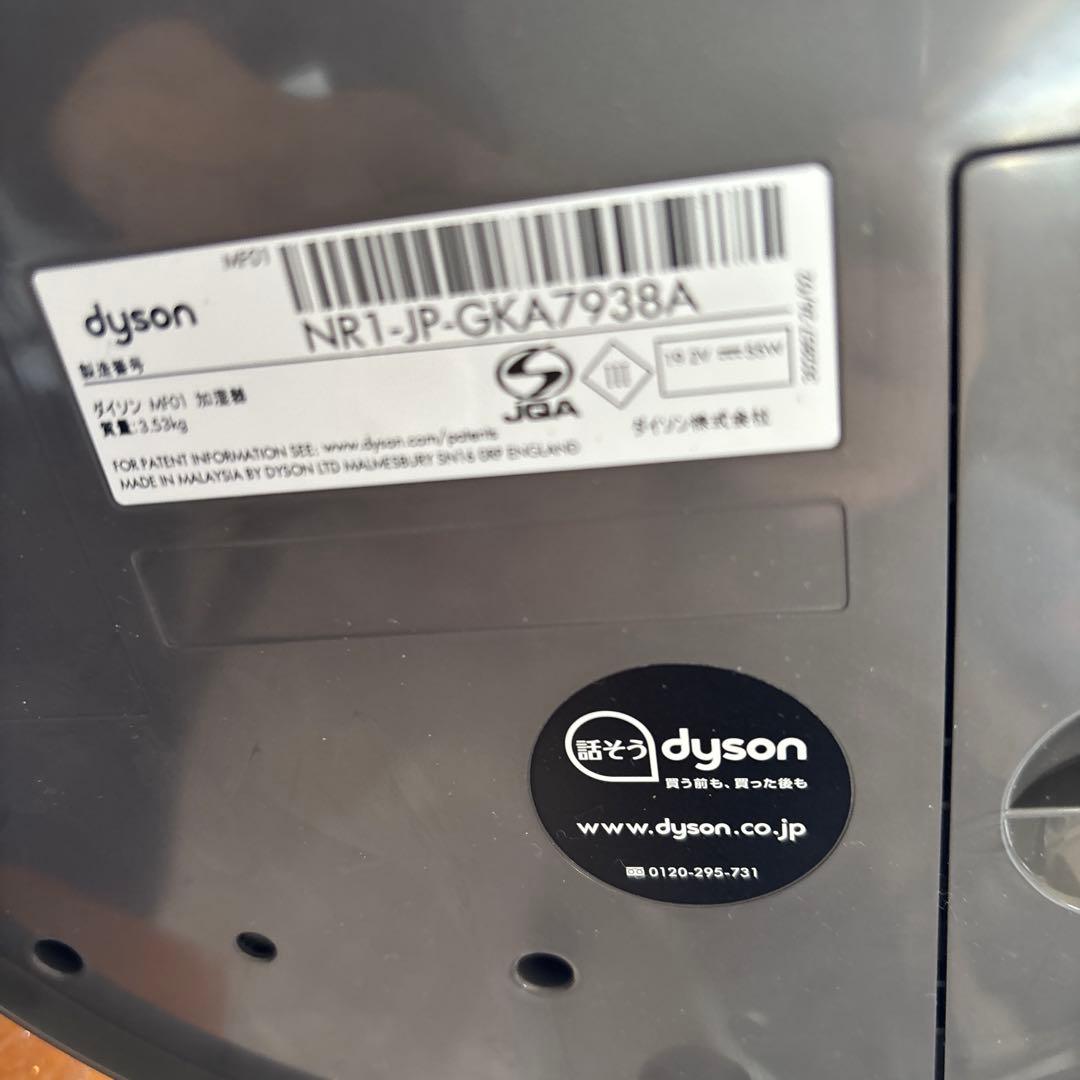 MF01
dyson
NR1-JP-GKA7938A
製造番号
ダイソン MF01 加湿器
質量:3.53kg
JQA
19.2V 55W
ダイソン株式会社
FOR PATENT INFORMATION SEE: www.dyson.com/patents
MADE IN MALAYSIA BY DYSON LTD MALMESBURY SN16 0RP ENGLAND
話そう dyson
買う前も、買った後も
www.dyson.co.jp
0120-295-731